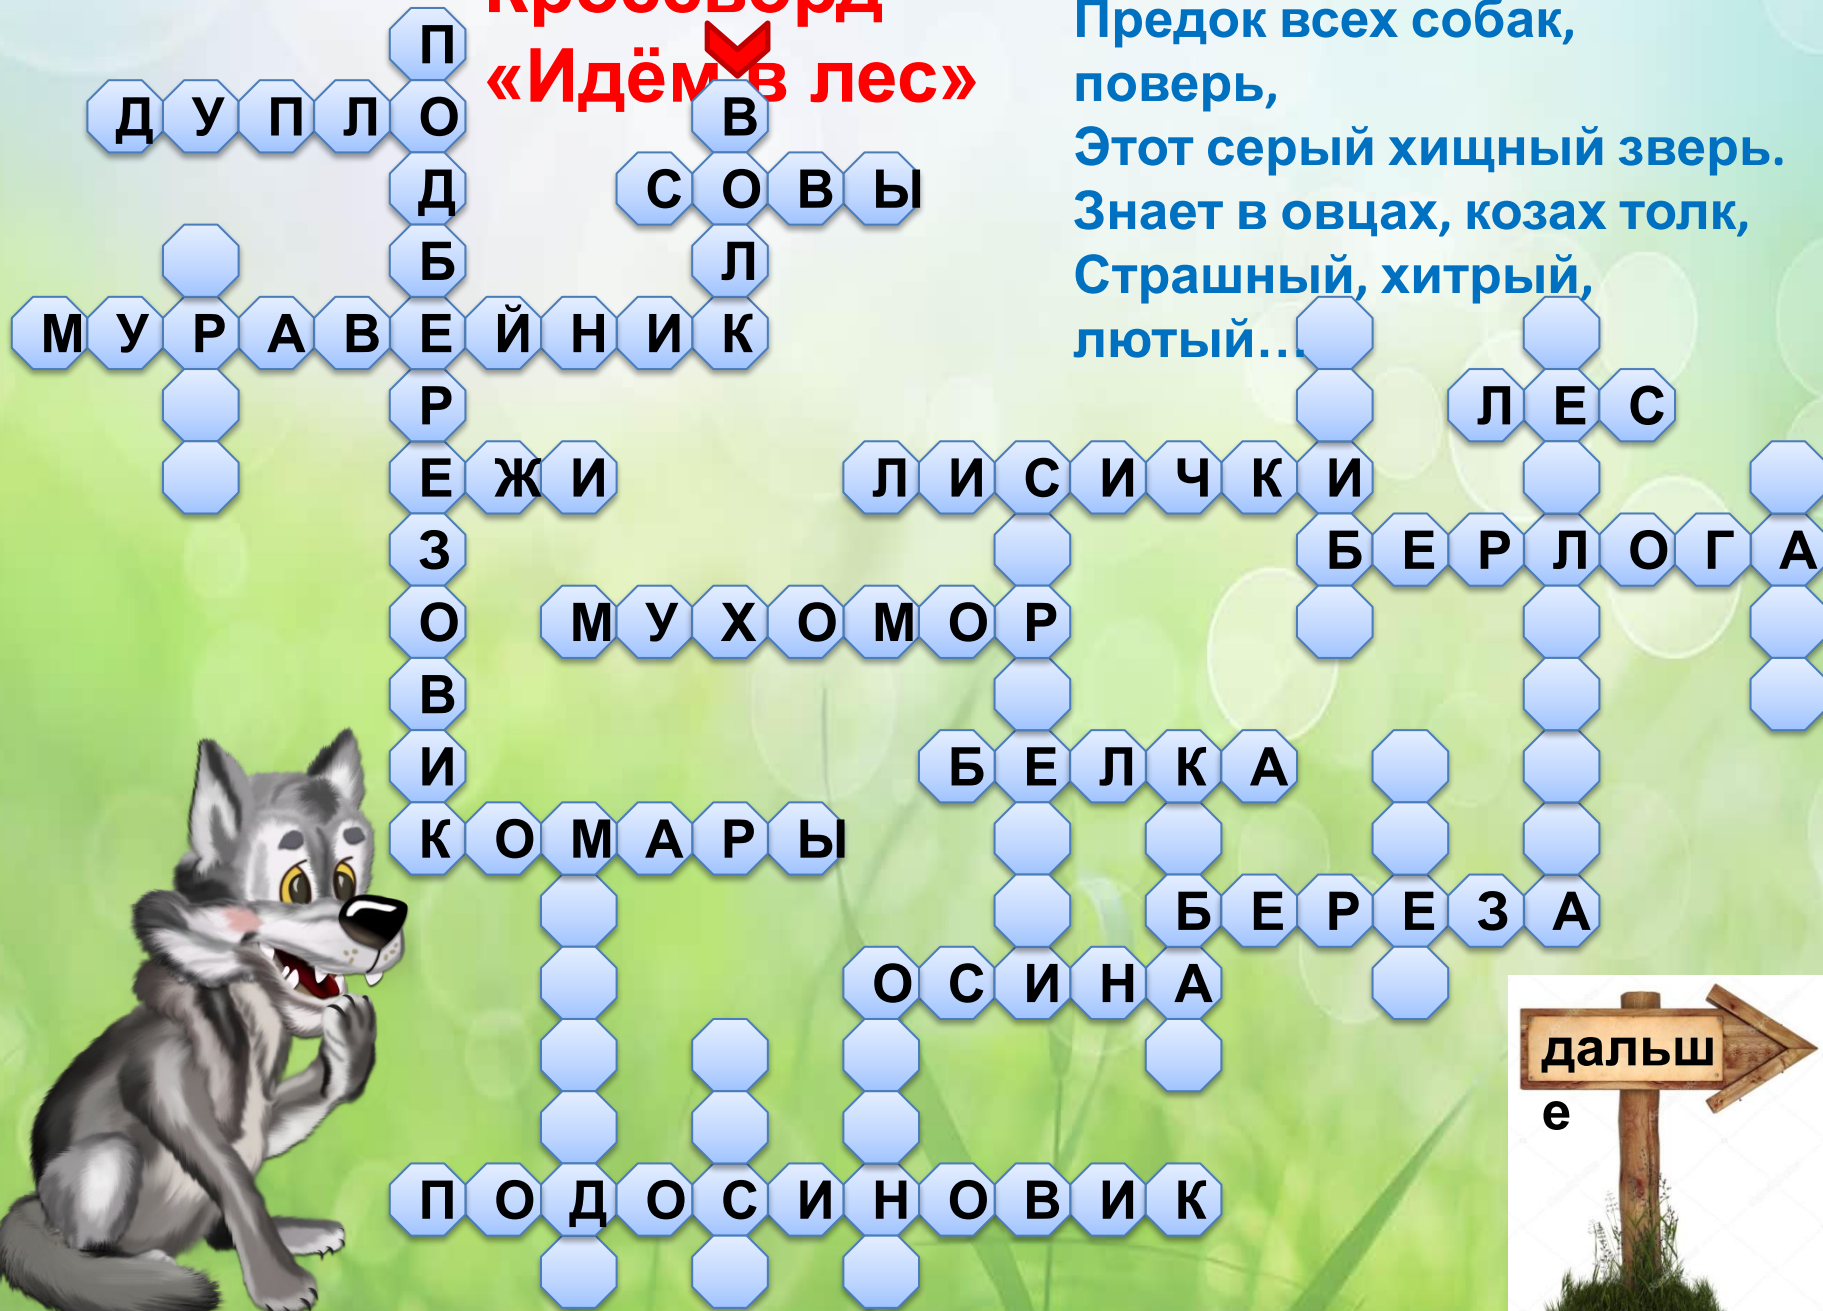 Кроссворд
«Идём в лес»
Предок всех собак,
поверь,
Этот серый хищный зверь.
Знает в овцах, козах толк,
Страшный, хитрый,
лютый…
ПОДБЕРЕЗОВИК
ДУПЛО
ВОЛК
СОВЫ
МУРАВЕЙНИК
ЛЕС
ЕЖИ
ЛИСИЧКИ
БЕРЛОГА
МУХОМОР
БЕЛКА
КОМАРЫ
БЕРЕЗА
ОСИНА
ПОДОСИНОВИК
дальш
е